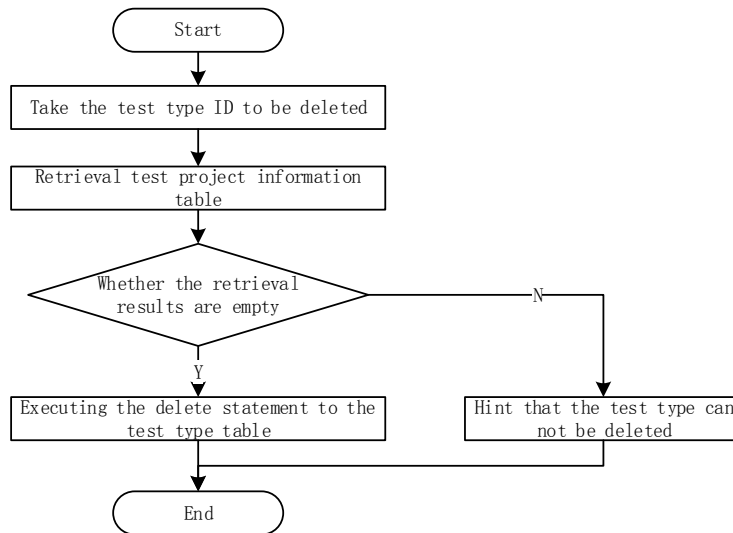 Start
Take the test type ID to be deleted
Retrieval test project information
table
Whether the retrieval
results are empty
N
Y
Executing the delete statement to the
test type table
Hint that the test type can
not be deleted
End